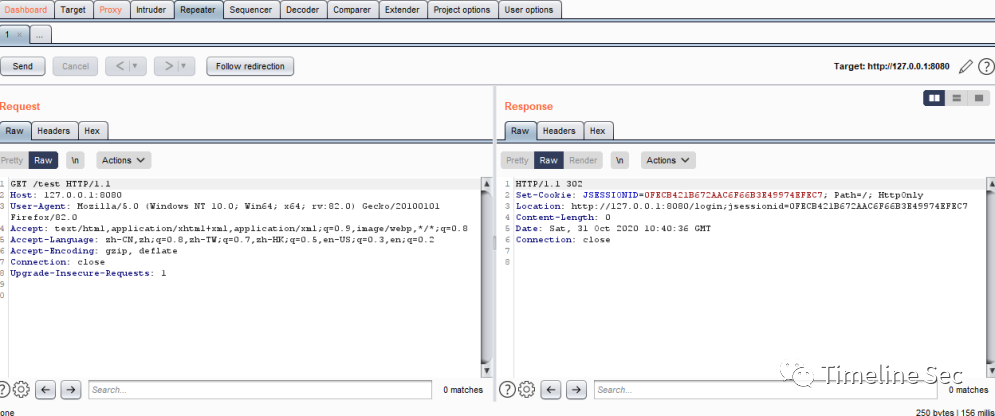 Dashboard Target Proxy Intruder Repeater Sequencer Decoder Comparer Extender Project options User options
1 × ...
Send Cancel < > Follow redirection Target: http://127.0.0.1:8080 ?
Request
Raw Headers Hex
Pretty Raw \n Actions
1 GET /test HTTP/1.1
2 Host: 127.0.0.1:8080
3 User-Agent: Mozilla/5.0 (Windows NT 10.0; Win64; x64; rv:82.0) Gecko/20100101
Firefox/82.0
4 Accept: text/html,application/xhtml+xml,application/xml;q=0.9,image/webp,*/*;q=0.8
5 Accept-Language: zh-CN,zh;q=0.8,zh-TW;q=0.7,zh-HK;q=0.5,en-US;q=0.3,en;q=0.2
6 Accept-Encoding: gzip, deflate
7 Connection: close
8 Upgrade-Insecure-Requests: 1
9
0
? Search... 0 matches
Response
Raw Headers Hex
Pretty Raw Render \n Actions
1 HTTP/1.1 302
2 Set-Cookie: JSESSIONID=0FECB421B672AAC6F66B3E49974EFEC7; Path=/; HttpOnly
3 Location: http://127.0.0.1:8080/login;jsessionid=0FECB421B672AAC6F66B3E49974EFEC7
4 Content-Length: 0
5 Date: Sat, 31 Oct 2020 10:40:36 GMT
6 Connection: close
7
8
? Search... 0 matches
Timeline Sec
one 250 bytes | 156 millis